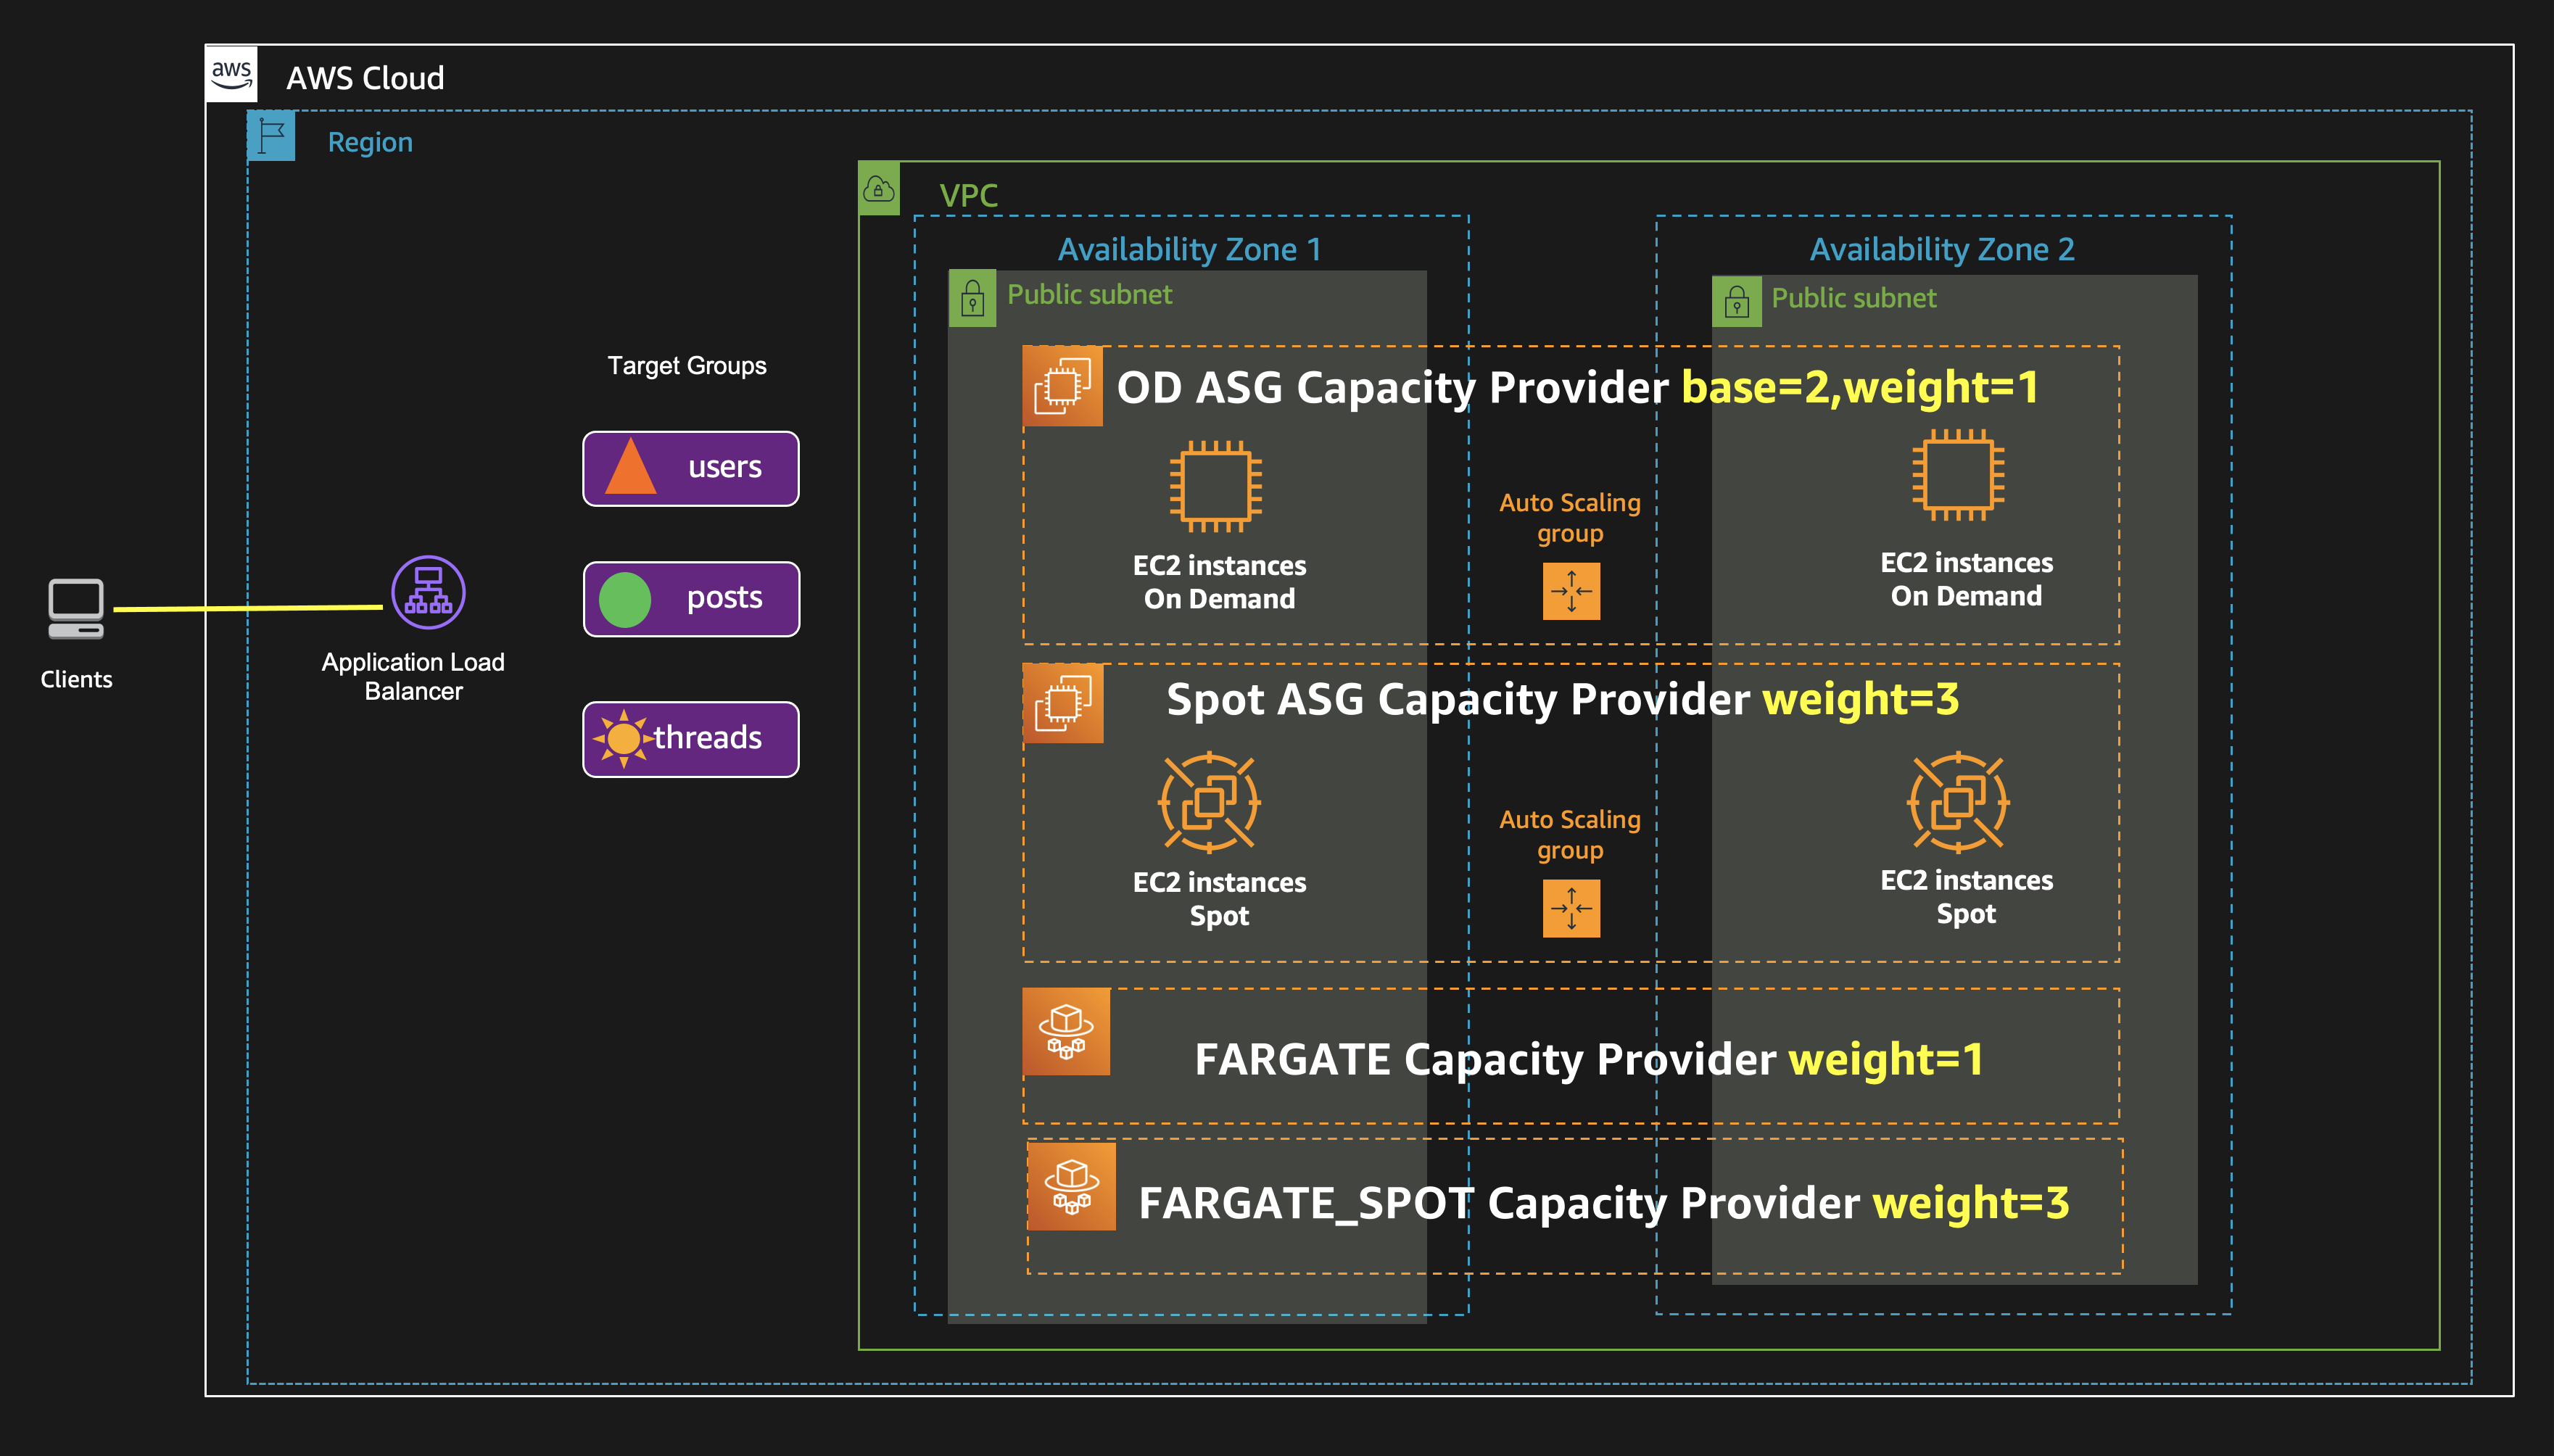 aws
AWS Cloud
Region
VPC
Availability Zone 1
Availability Zone 2
Public subnet
Public subnet
Target Groups
users
posts
threads
Clients
Application Load
Balancer
OD ASG Capacity Provider base=2,weight=1
EC2 instances
On Demand
Auto Scaling
group
EC2 instances
On Demand
Spot ASG Capacity Provider weight=3
EC2 instances
Spot
Auto Scaling
group
EC2 instances
Spot
FARGATE Capacity Provider weight=1
FARGATE_SPOT Capacity Provider weight=3